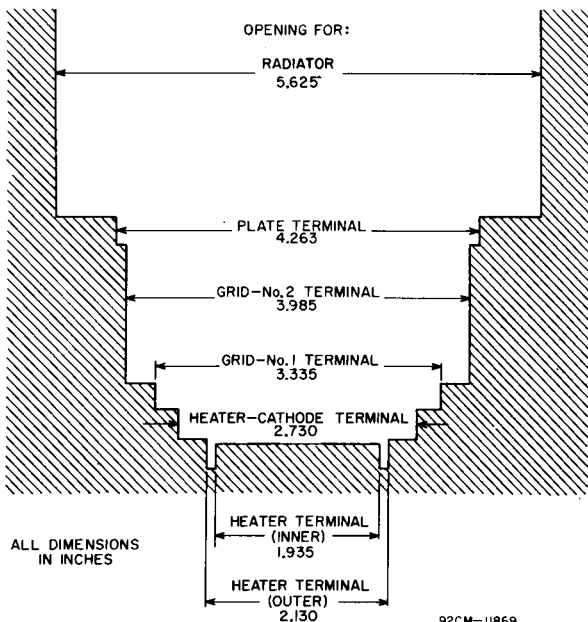 OPENING FOR:
RADIATOR
5.625
PLATE TERMINAL
4.263
GRID-No.2 TERMINAL
3.985
GRID-No.1 TERMINAL
3.335
HEATER-CATHODE TERMINAL
2.730
HEATER TERMINAL
(INNER)
1.935
ALL DIMENSIONS
IN INCHES
HEATER TERMINAL
(OUTER)
2.130
92CM-11869